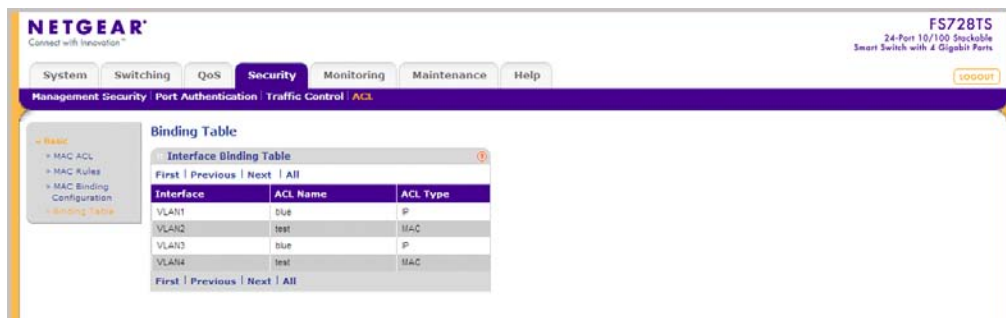 NETGEAR
Connect with Innovation™
FS728TS
24-Port 10/100 Stackable
Smart Switch with 4 Gigabit Ports
System Switching QoS Security Monitoring Maintenance Help
LOGOUT
Management Security Port Authentication Traffic Control ACL
Basic
MAC ACL
MAC Rules
MAC Binding
Configuration
Binding Table
Binding Table
Interface Binding Table
First Previous Next All
Interface ACL Name ACL Type
VLAN1 blue IP
VLAN2 test MAC
VLAN3 blue IP
VLAN4 test MAC
First Previous Next All